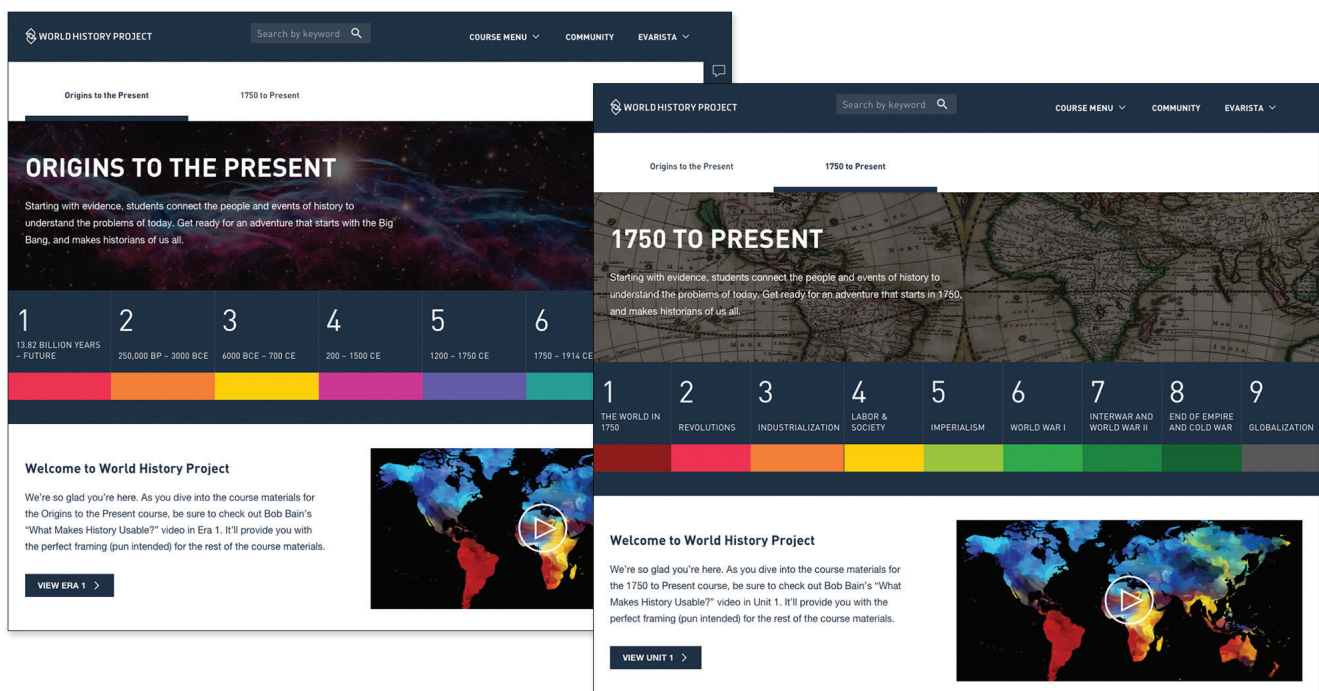 WORLD HISTORY PROJECT
Search by keyword
COURSE MENU
COMMUNITY
EVARISTA
Origins to the Present
1750 to Present
ORIGINS TO THE PRESENT
Starting with evidence, students connect the people and events of history to
understand the problems of today. Get ready for an adventure that starts with the Big
Bang, and makes historians of us all.
1
13.82 BILLION YEARS
– FUTURE
2
250,000 BP – 3000 BCE
3
6000 BCE – 700 CE
4
200 – 1500 CE
5
1200 – 1750 CE
6
1750 – 1914 CE
Welcome to World History Project
We're so glad you're here. As you dive into the course materials for
the Origins to the Present course, be sure to check out Bob Bain's
“What Makes History Usable?” video in Era 1. It'll provide you with
the perfect framing (pun intended) for the rest of the course materials.
VIEW ERA 1
WORLD HISTORY PROJECT
Search by keyword
COURSE MENU
COMMUNITY
EVARISTA
Origins to the Present
1750 to Present
1750 TO PRESENT
Starting with evidence, students connect the people and events of history to
understand the problems of today. Get ready for an adventure that starts in 1750,
and makes historians of us all.
1
THE WORLD IN
1750
2
REVOLUTIONS
3
INDUSTRIALIZATION
4
LABOR &
SOCIETY
5
IMPERIALISM
6
WORLD WAR I
7
INTERWAR AND
WORLD WAR II
8
END OF EMPIRE
AND COLD WAR
9
GLOBALIZATION
Welcome to World History Project
We're so glad you're here. As you dive into the course materials for
the 1750 to Present course, be sure to check out Bob Bain's “What
Makes History Usable?” video in Unit 1. It'll provide you with the
perfect framing (pun intended) for the rest of the course materials.
VIEW UNIT 1